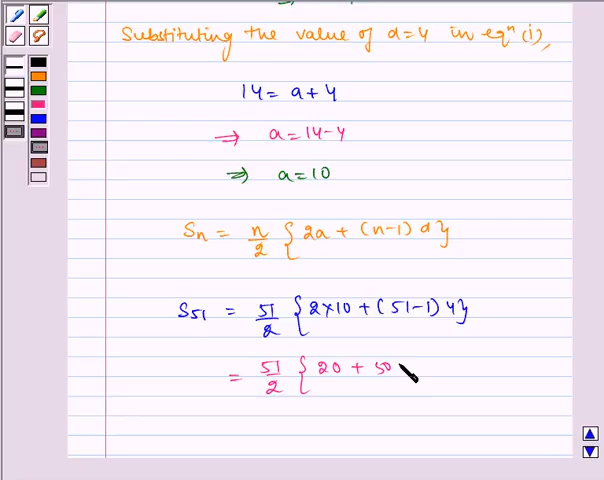 Substituting the value of d=4 in eqⁿ (i),
14 = a + 4
⇒ a = 14 - 4
⇒ a = 10
Sn = n/2 { 2a + (n-1) d }
S51 = 51/2 { 2×10 + (51-1) 4 }
= 51/2 { 20 + 50